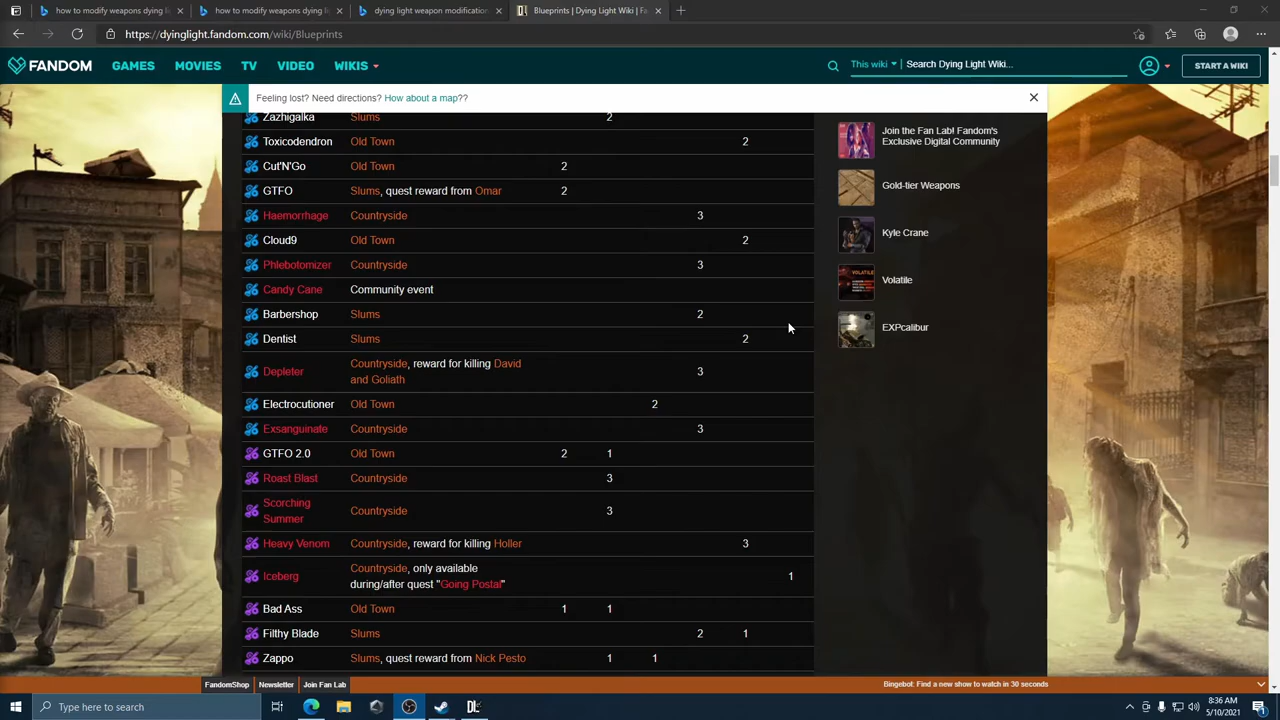 how to modify weapons dying li
how to modify weapons dying li
dying light weapon modification
Blueprints | Dying Light Wiki | Fa
https://dyinglight.fandom.com/wiki/Blueprints
FANDOM
GAMES
MOVIES
TV
VIDEO
WIKIS
This wiki
Search Dying Light Wiki...
START A WIKI
Feeling lost? Need directions? How about a map??
Zazhigalka Slums 2
Toxicodendron Old Town 2
Cut'N'Go Old Town 2
GTFO Slums, quest reward from Omar 2
Haemorrhage Countryside 3
Cloud9 Old Town 2
Phlebotomizer Countryside 3
Candy Cane Community event
Barbershop Slums 2
Dentist Slums 2
Depleter Countryside, reward for killing David
and Goliath 3
Electrocutioner Old Town 2
Exsanguinate Countryside 3
GTFO 2.0 Old Town 2 1
Roast Blast Countryside 3
Scorching
Summer Countryside 3
Heavy Venom Countryside, reward for killing Holler 3
Iceberg Countryside, only available
during/after quest "Going Postal" 1
Bad Ass Old Town 1 1
Filthy Blade Slums 2 1
Zappo Slums, quest reward from Nick Pesto 1 1
Join the Fan Lab! Fandom's
Exclusive Digital Community
Gold-tier Weapons
Kyle Crane
VOLATILE
Volatile
EXPcalibur
FandomShop
Newsletter
Join Fan Lab
Bingebot: Find a new show to watch in 30 seconds
Type here to search
8:36 AM
5/10/2021